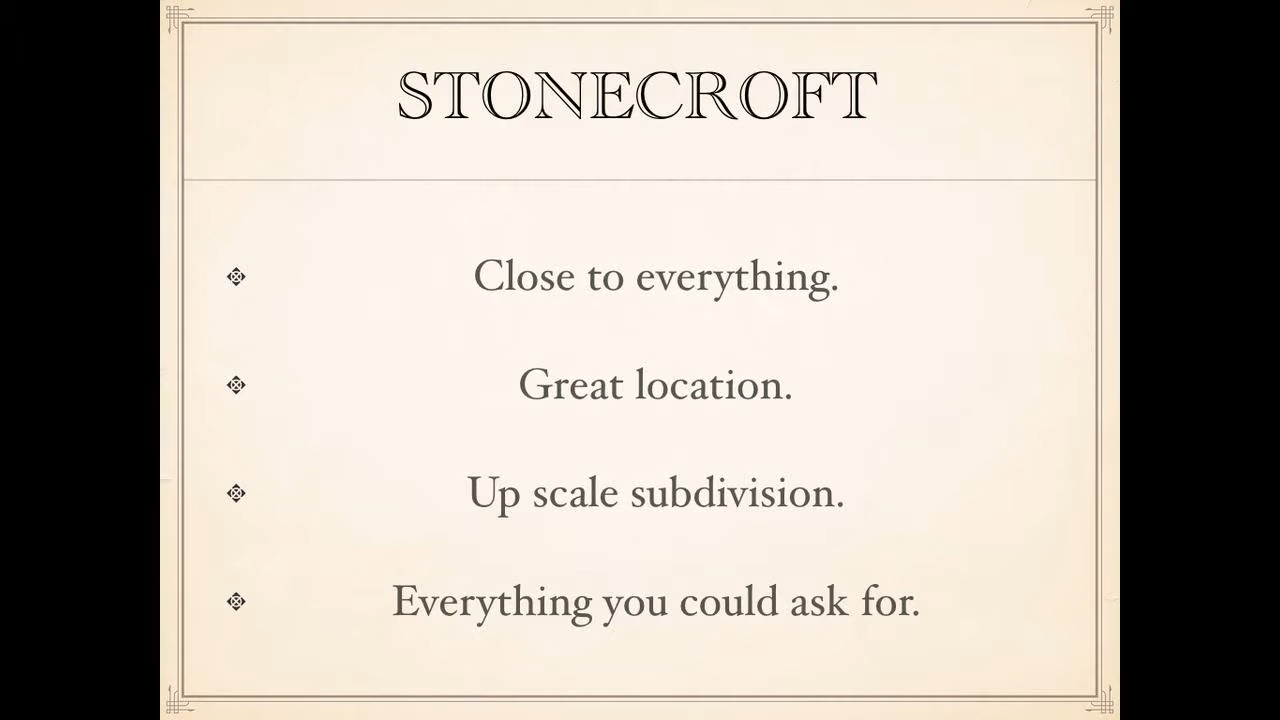 STONECROFT
Close to everything.
Great location.
Up scale subdivision.
Everything you could ask for.